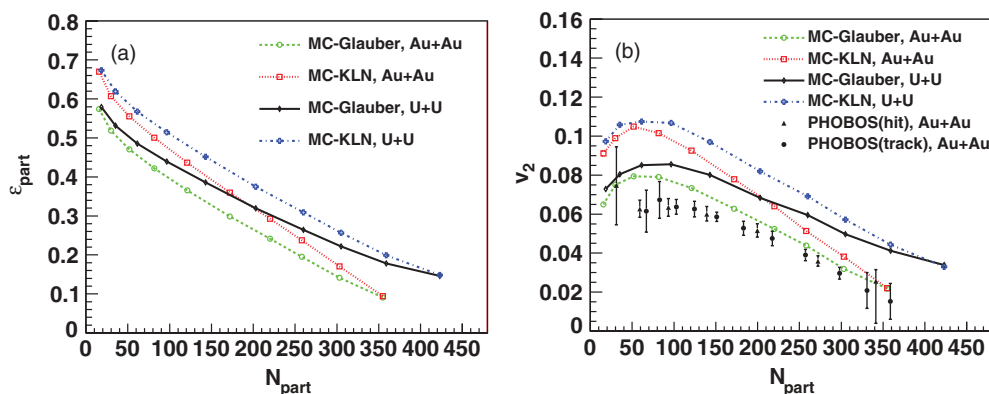 0.8
0.7
0.6
0.5
0.4
0.3
0.2
0.1
0
ε_part
(a)
MC-Glauber, Au+Au
MC-KLN, Au+Au
MC-Glauber, U+U
MC-KLN, U+U
0 50 100 150 200 250 300 350 400 450
N_part
0.16
0.14
0.12
0.1
0.08
0.06
0.04
0.02
0
v_2
(b)
MC-Glauber, Au+Au
MC-KLN, Au+Au
MC-Glauber, U+U
MC-KLN, U+U
PHOBOS(hit), Au+Au
PHOBOS(track), Au+Au
0 50 100 150 200 250 300 350 400 450
N_part